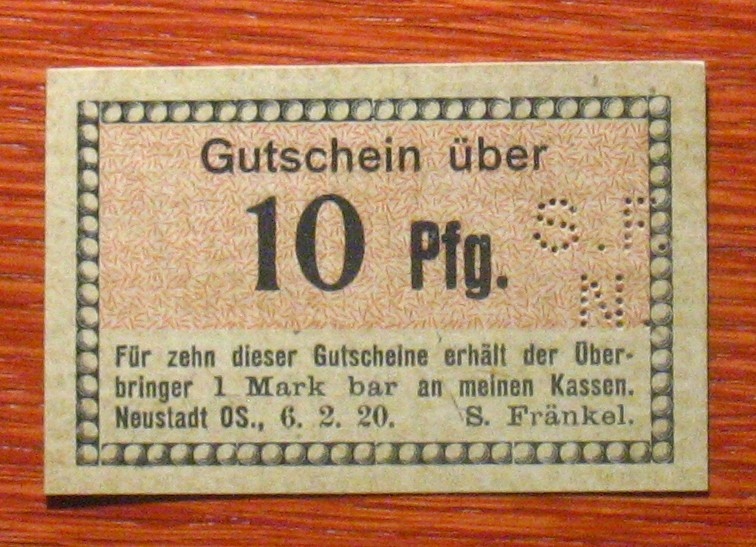 Gutschein über
10 Pfg.
S. F.
N.
Für zehn dieser Gutscheine erhält der Über-
bringer 1 Mark bar an meinen Kassen.
Neustadt OS., 6. 2. 20. S. Fränkel.